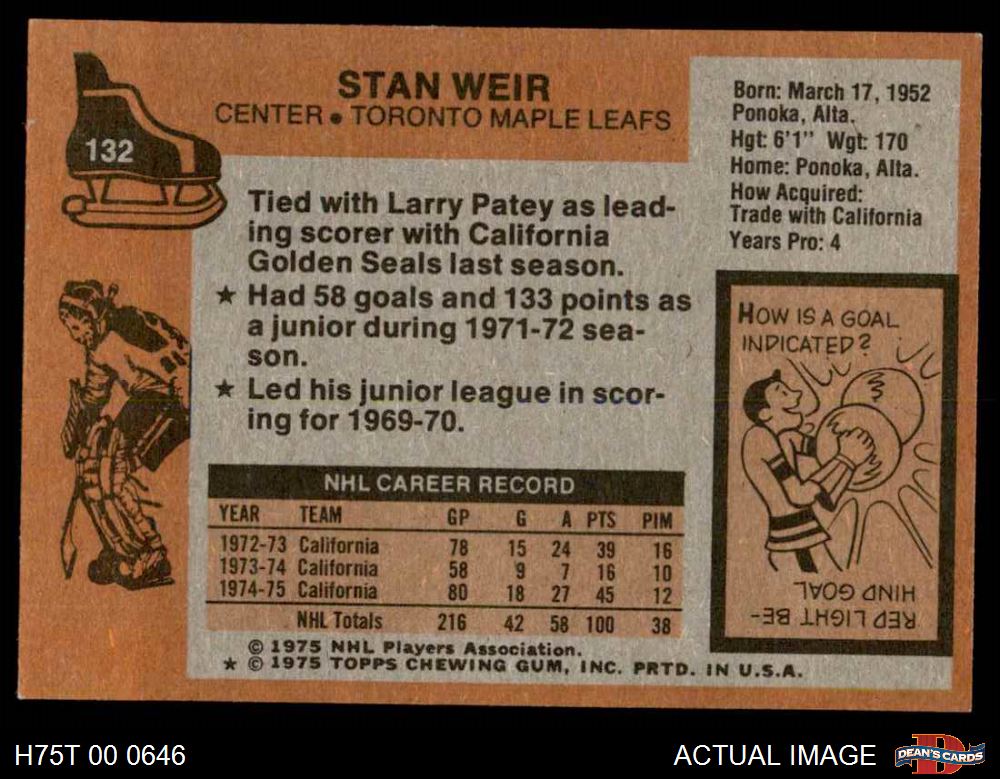 132
STAN WEIR
CENTER • TORONTO MAPLE LEAFS
Born: March 17, 1952
Ponoka, Alta.
Hgt: 6'1" Wgt: 170
Home: Ponoka, Alta.
How Acquired:
Trade with California
Years Pro: 4
Tied with Larry Patey as lead-
ing scorer with California
Golden Seals last season.
★ Had 58 goals and 133 points as
a junior during 1971-72 sea-
son.
★ Led his junior league in scor-
ing for 1969-70.
HOW IS A GOAL
INDICATED?
RED LIGHT BE-
HIND GOAL
NHL CAREER RECORD
YEAR TEAM GP G A PTS PIM
1972-73 California 78 15 24 39 16
1973-74 California 58 9 7 16 10
1974-75 California 80 18 27 45 12
NHL Totals 216 42 58 100 38
© 1975 NHL Players Association.
★ © 1975 TOPPS CHEWING GUM, INC. PRTD. IN U.S.A.
H75T 00 0646
ACTUAL IMAGE
D
DEAN'S CARDS